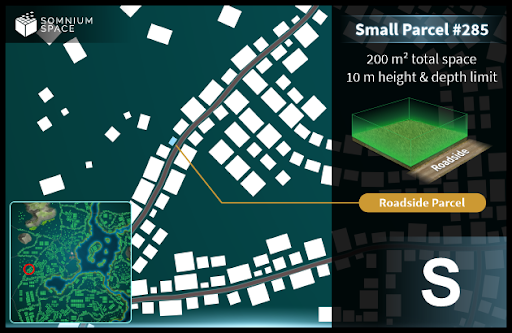 SOMNIUM
SPACE
Small Parcel #285
200 m² total space
10 m height & depth limit
Roadside
Roadside Parcel
S